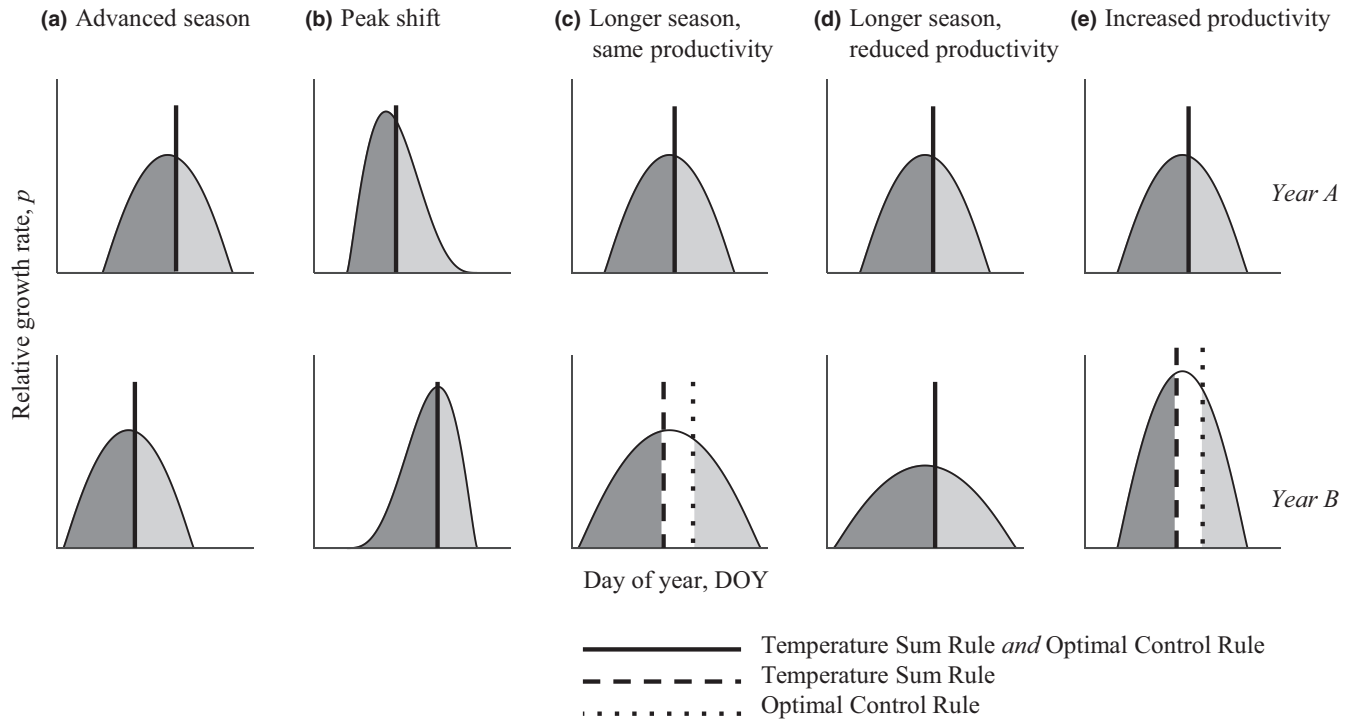 (a) Advanced season
(b) Peak shift
(c) Longer season,
same productivity
(d) Longer season,
reduced productivity
(e) Increased productivity
Relative growth rate, p
Year A
Year B
Day of year, DOY
Temperature Sum Rule and Optimal Control Rule
Temperature Sum Rule
Optimal Control Rule